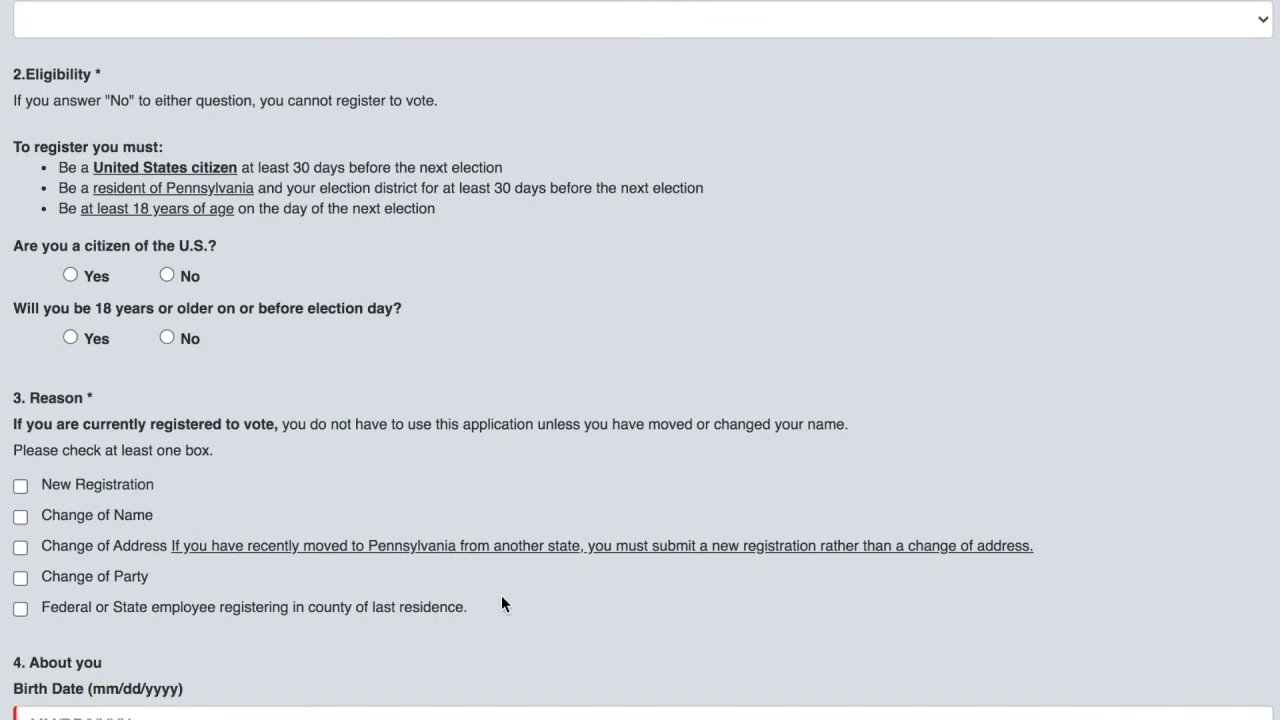 2.Eligibility *
If you answer "No" to either question, you cannot register to vote.
To register you must:
• Be a United States citizen at least 30 days before the next election
• Be a resident of Pennsylvania and your election district for at least 30 days before the next election
• Be at least 18 years of age on the day of the next election
Are you a citizen of the U.S.?
Yes No
Will you be 18 years or older on or before election day?
Yes No
3. Reason *
If you are currently registered to vote, you do not have to use this application unless you have moved or changed your name.
Please check at least one box.
New Registration
Change of Name
Change of Address If you have recently moved to Pennsylvania from another state, you must submit a new registration rather than a change of address.
Change of Party
Federal or State employee registering in county of last residence.
4. About you
Birth Date (mm/dd/yyyy)